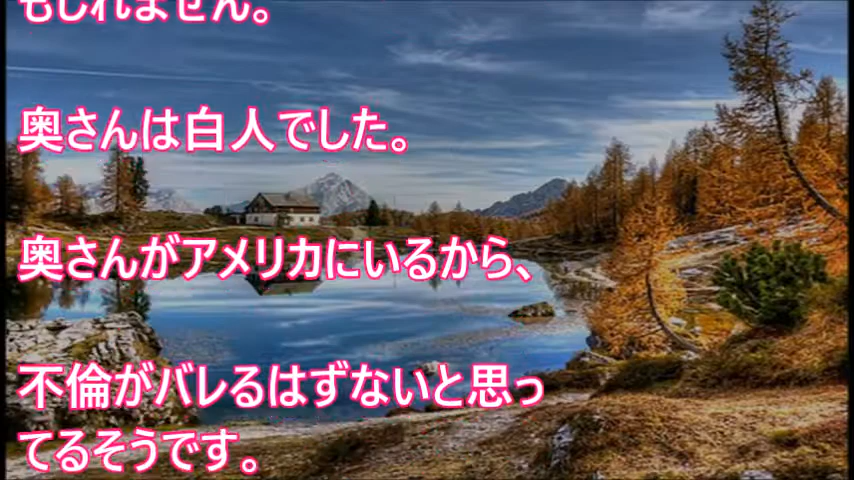 もしれません。
奥さんは白人でした。
奥さんがアメリカにいるから、
不倫がバレるはずないと思っ
てるそうです。